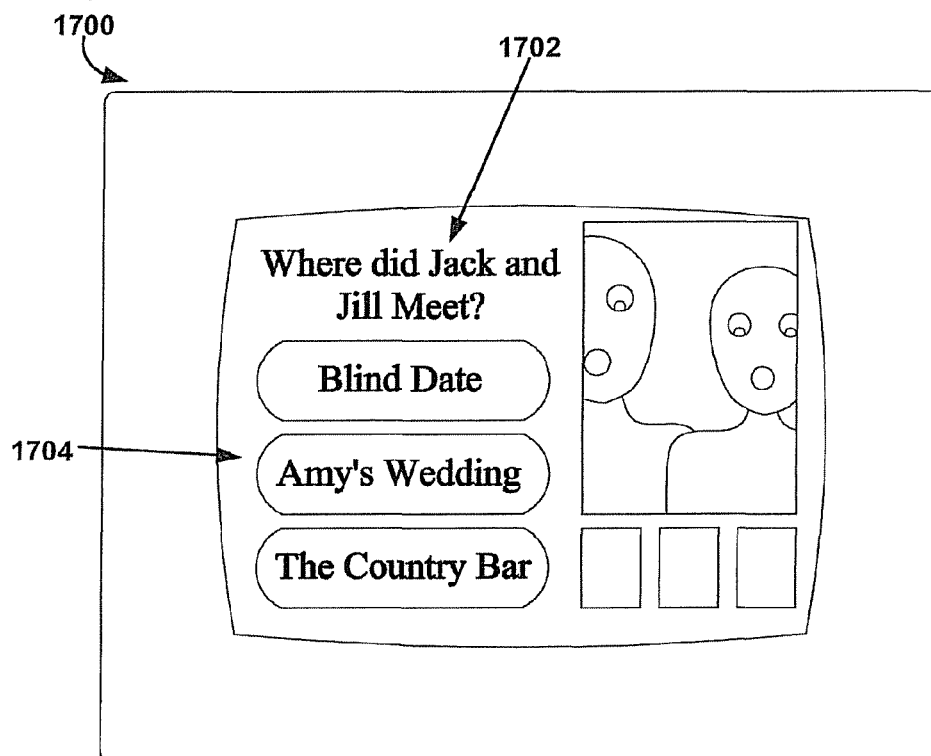 1700
1702
Where did Jack and
Jill Meet?
Blind Date
1704
Amy's Wedding
The Country Bar